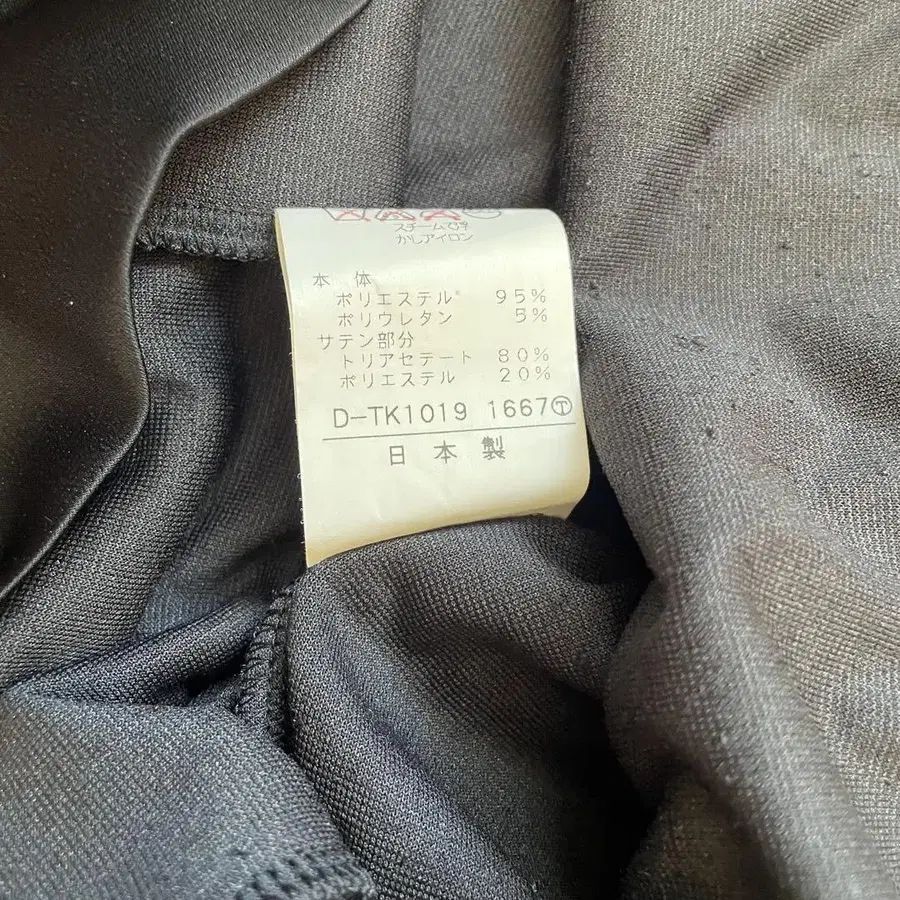 スチームで浮
かしアイロン
本 体
ポリエステル 95%
ポリウレタン 5%
サテン部分
トリアセテート 80%
ポリエステル 20%
D-TK1019 1667Ⓣ
日 本 製